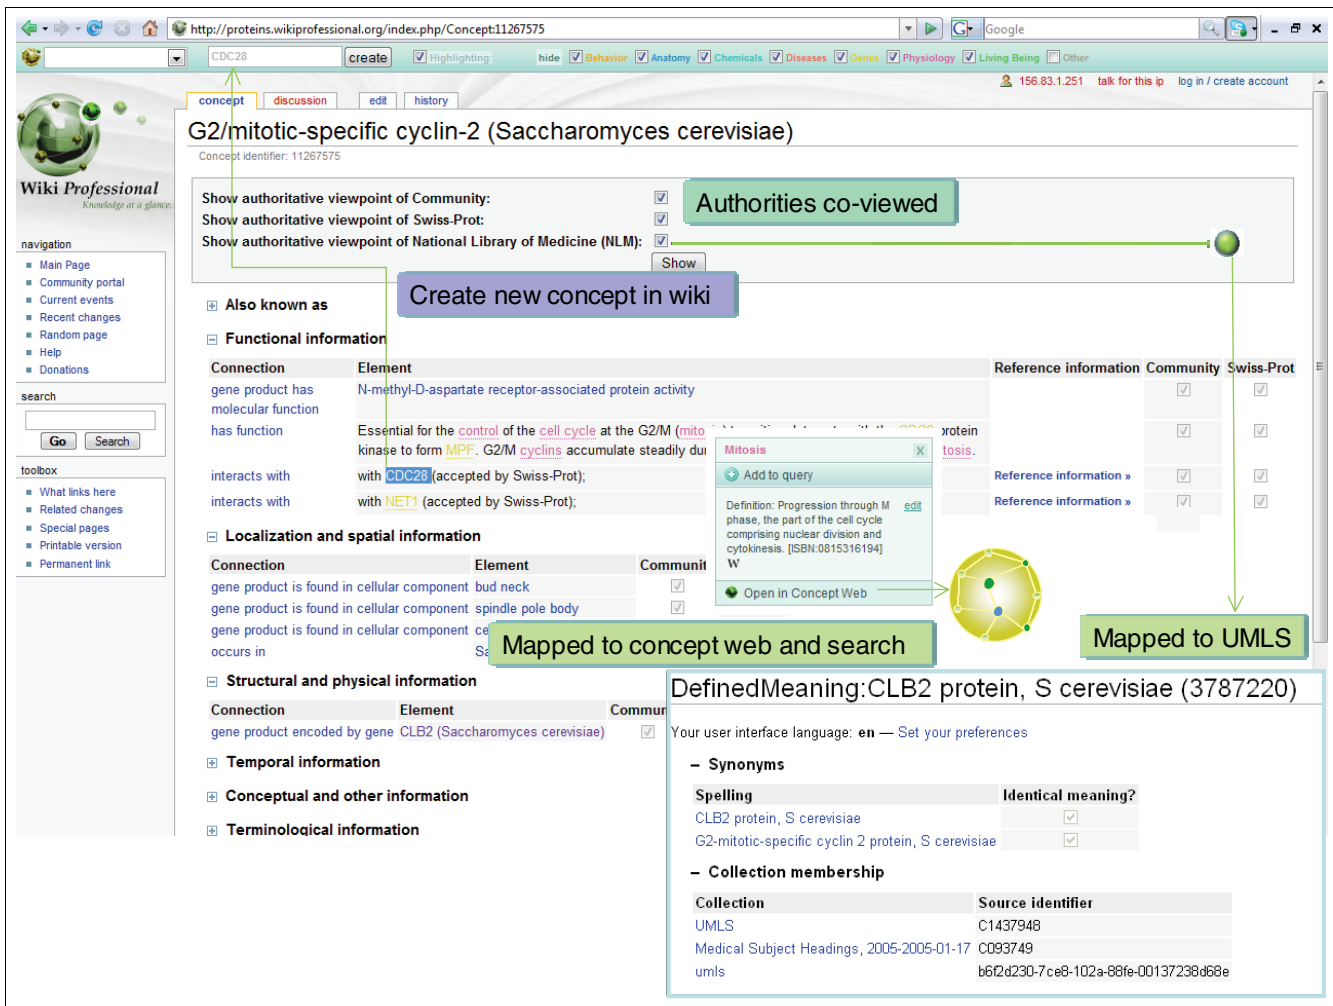 http://proteins.wikiprofessional.org/index.php/Concept:11267575
Google
CDC28 create Highlighting: hide Behavior Anatomy Chemicals Diseases Genes Physiology Living Being Other
156.83.1.251 talk for this ip log in / create account
concept discussion edit history
G2/mitotic-specific cyclin-2 (Saccharomyces cerevisiae)
Concept identifier: 11267575
Wiki Professional
Knowledge at a glance.
Show authoritative viewpoint of Community:
Show authoritative viewpoint of Swiss-Prot:
Show authoritative viewpoint of National Library of Medicine (NLM):
Show
Authorities co-viewed
Create new concept in wiki
navigation
Main Page
Community portal
Current events
Recent changes
Random page
Help
Donations
search
Go Search
toolbox
What links here
Related changes
Special pages
Printable version
Permanent link
Also known as
Functional information
Connection Element Reference information Community Swiss-Prot
gene product has N-methyl-D-aspartate receptor-associated protein activity
molecular function
has function Essential for the control of the cell cycle at the G2/M (mito protein
kinase to form MPF. G2/M cyclins accumulate steadily du tosis.
interacts with with CDC28 (accepted by Swiss-Prot); Reference information »
interacts with with NET1 (accepted by Swiss-Prot); Reference information »
Mitosis X
Add to query
Definition: Progression through M edit
phase, the part of the cell cycle
comprising nuclear division and
cytokinesis. [ISBN:0815316194]
W
Open in Concept Web
Localization and spatial information
Connection Element Communit
gene product is found in cellular component bud neck
gene product is found in cellular component spindle pole body
gene product is found in cellular component ce
occurs in Sa
Mapped to concept web and search
Mapped to UMLS
Structural and physical information
Connection Element Commun
gene product encoded by gene CLB2 (Saccharomyces cerevisiae)
Temporal information
Conceptual and other information
Terminological information
DefinedMeaning:CLB2 protein, S cerevisiae (3787220)
Your user interface language: en — Set your preferences
– Synonyms
Spelling Identical meaning?
CLB2 protein, S cerevisiae
G2-mitotic-specific cyclin 2 protein, S cerevisiae
– Collection membership
Collection Source identifier
UMLS C1437948
Medical Subject Headings, 2005-2005-01-17 C093749
umls b6f2d230-7ce8-102a-88fe-00137238d68e